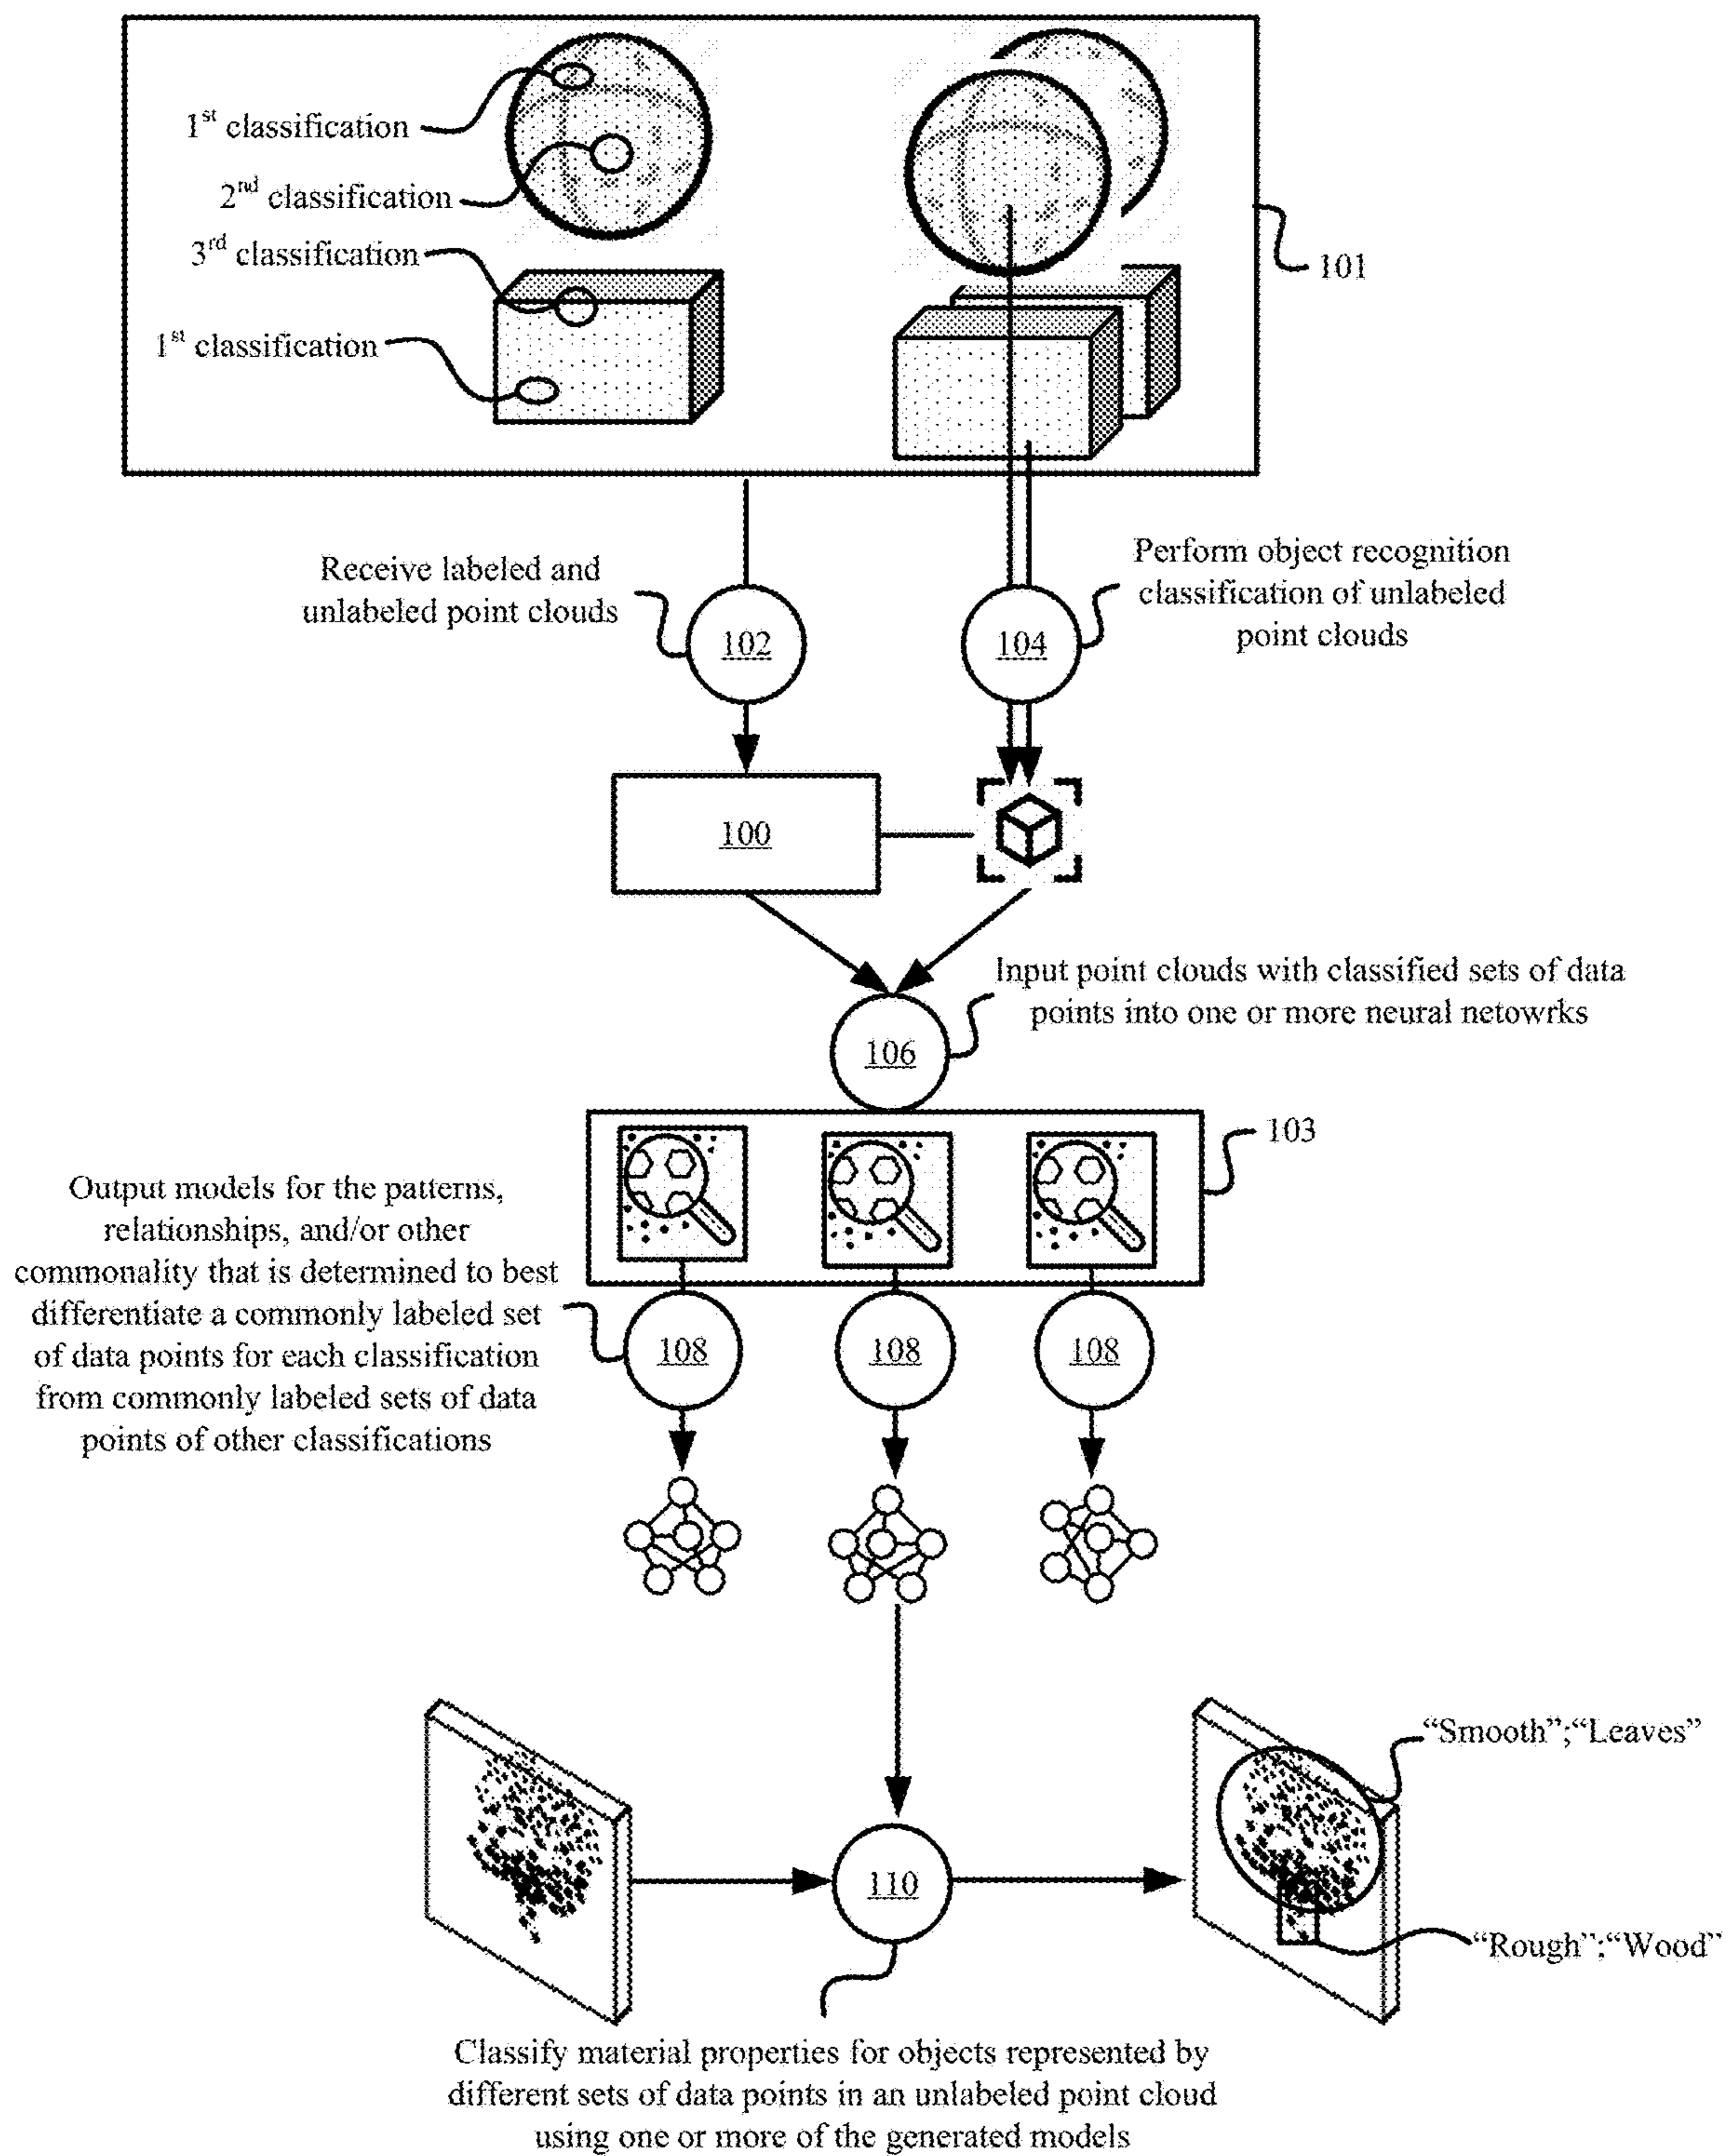 1st classification
2nd classification
3rd classification
1st classification
101
Receive labeled and
unlabeled point clouds
102
104
Perform object recognition
classification of unlabeled
point clouds
100
Input point clouds with classified sets of data
points into one or more neural netowrks
106
103
Output models for the patterns,
relationships, and/or other
commonality that is determined to best
differentiate a commonly labeled set
of data points for each classification
from commonly labeled sets of data
points of other classifications
108
108
108
"Smooth";"Leaves"
110
"Rough";"Wood"
Classify material properties for objects represented by
different sets of data points in an unlabeled point cloud
using one or more of the generated models